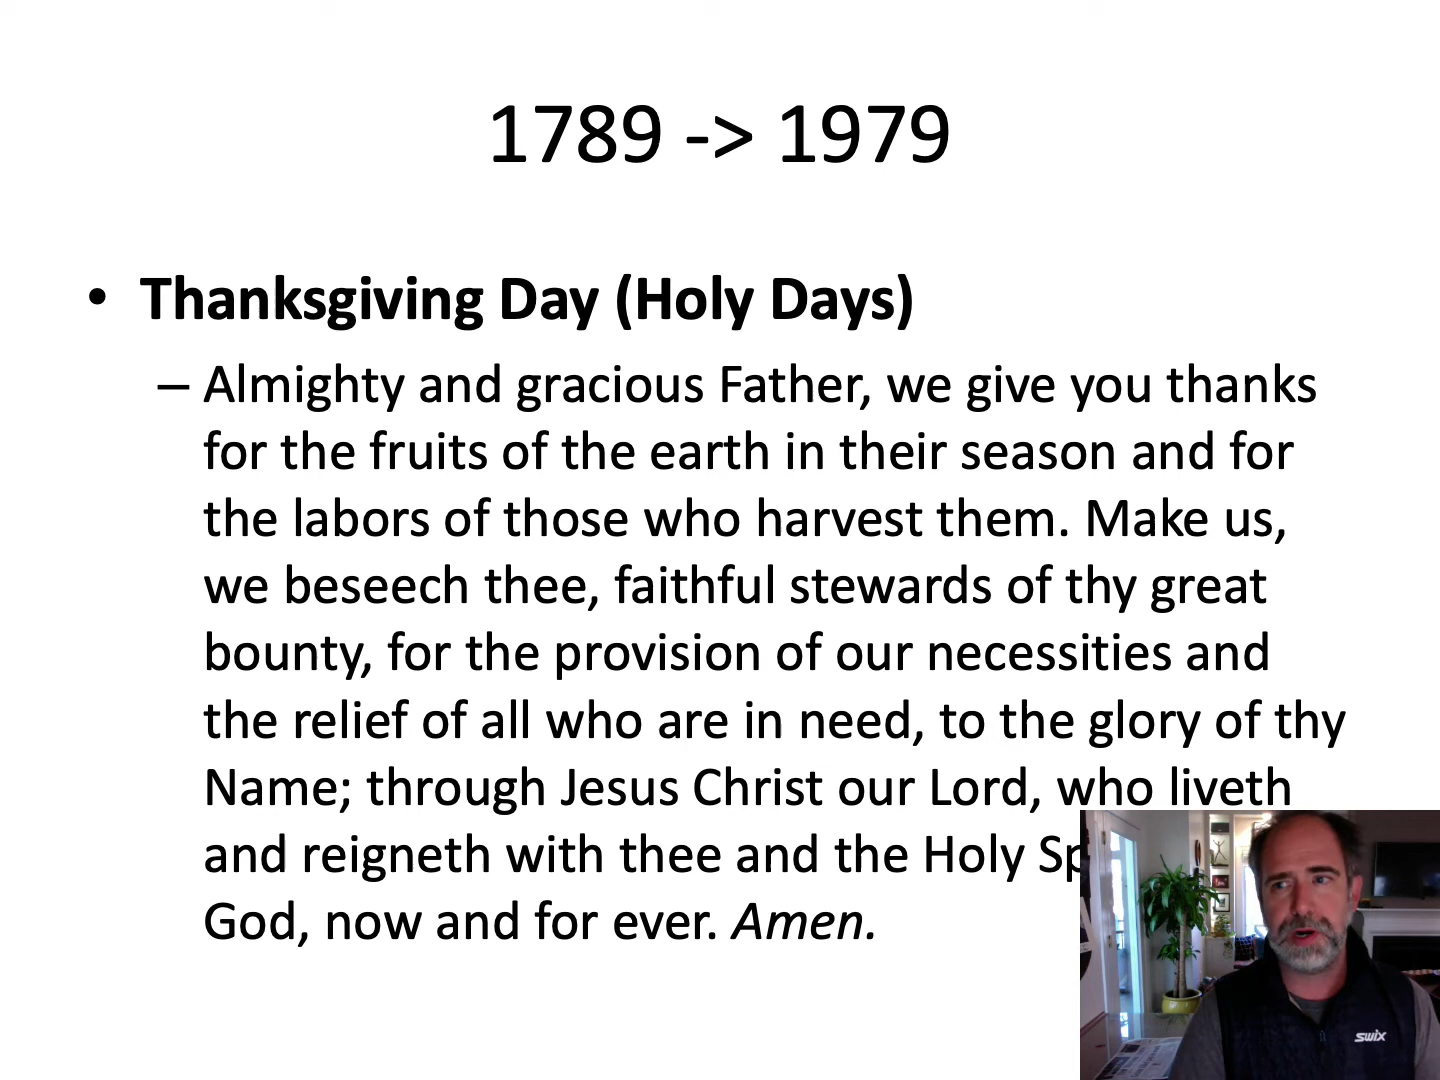 1789 -> 1979
• Thanksgiving Day (Holy Days)
– Almighty and gracious Father, we give you thanks
for the fruits of the earth in their season and for
the labors of those who harvest them. Make us,
we beseech thee, faithful stewards of thy great
bounty, for the provision of our necessities and
the relief of all who are in need, to the glory of thy
Name; through Jesus Christ our Lord, who liveth
and reigneth with thee and the Holy
God, now and for ever. Amen.
swix